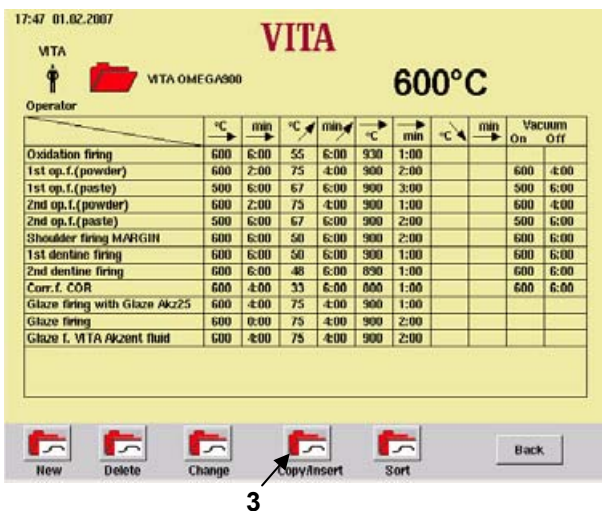 17:47 01.02.2007
VITA
VITA
VITA OMEGA900
600°C
Operator
°C min °C min °C min °C min Vacuum
On Off
Oxidation firing 600 6:00 55 6:00 930 1:00
1st op.f.(powder) 600 2:00 75 4:00 900 2:00 600 4:00
1st op.f.(paste) 500 6:00 67 6:00 900 3:00 500 6:00
2nd op.f.(powder) 600 2:00 75 4:00 900 1:00 600 4:00
2nd op.f.(paste) 500 6:00 67 6:00 900 2:00 500 6:00
Shoulder firing MARGIN 600 6:00 50 6:00 900 2:00 600 6:00
1st dentine firing 600 6:00 50 6:00 900 1:00 600 6:00
2nd dentine firing 600 6:00 48 6:00 890 1:00 600 6:00
Corr.f. COR 600 4:00 33 6:00 800 1:00 600 6:00
Glaze firing with Glaze Akz25 600 4:00 75 4:00 900 1:00
Glaze firing 600 0:00 75 4:00 900 2:00
Glaze f. VITA Akzent fluid 600 4:00 75 4:00 900 2:00
New Delete Change Copy/Insert Sort Back
3